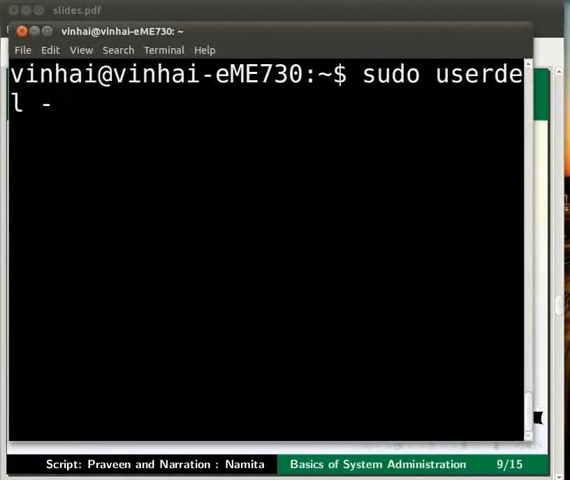 slides.pdf
vinhai@vinhai-eME730: ~
File Edit View Search Terminal Help
vinhai@vinhai-eME730:~$ sudo userde
l -
Script: Praveen and Narration : Namita Basics of System Administration 9/15